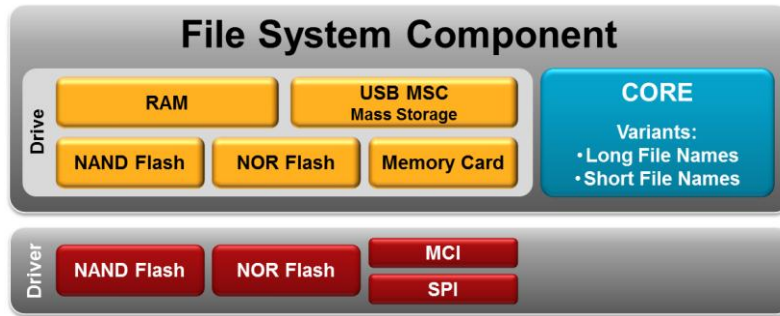 File System Component
Drive
RAM
USB MSC
Mass Storage
NAND Flash
NOR Flash
Memory Card
CORE
Variants:
•Long File Names
•Short File Names
Driver
NAND Flash
NOR Flash
MCI
SPI